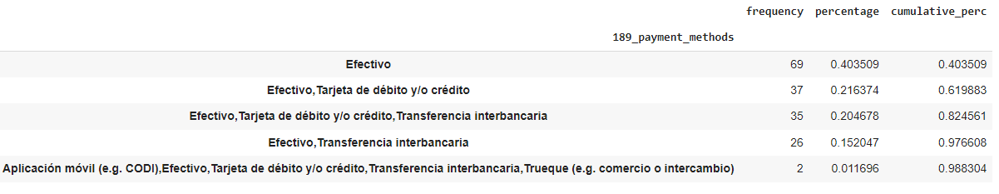 frequency percentage cumulative_perc
189_payment_methods
Efectivo 69 0.403509 0.403509
Efectivo,Tarjeta de débito y/o crédito 37 0.216374 0.619883
Efectivo,Tarjeta de débito y/o crédito,Transferencia interbancaria 35 0.204678 0.824561
Efectivo,Transferencia interbancaria 26 0.152047 0.976608
Aplicación móvil (e.g. CODI),Efectivo,Tarjeta de débito y/o crédito,Transferencia interbancaria,Trueque (e.g. comercio o intercambio) 2 0.011696 0.988304